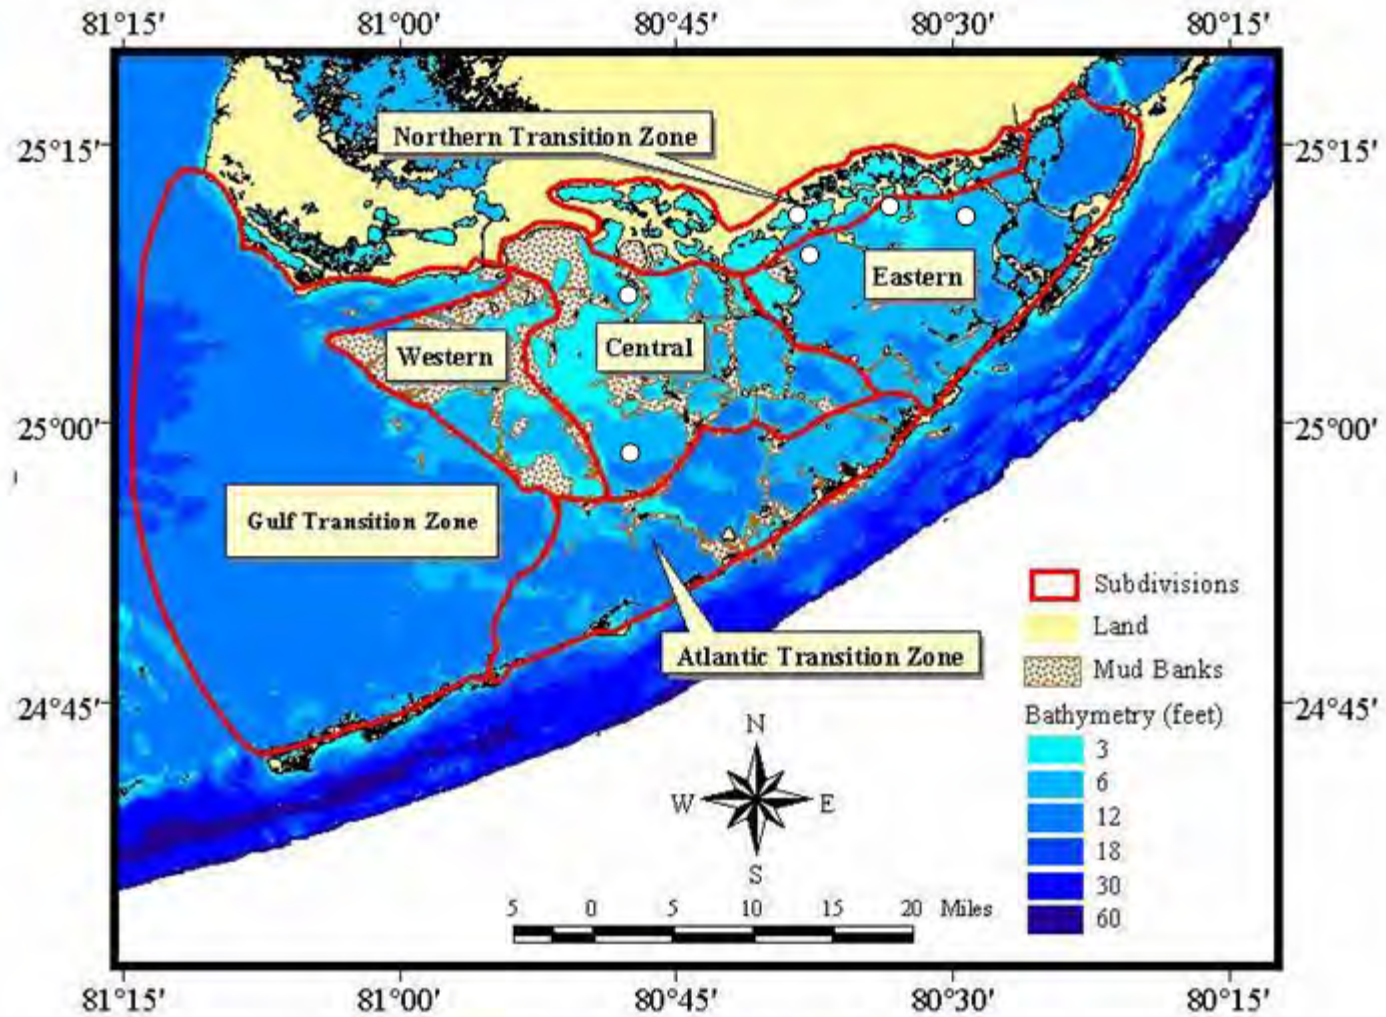 81°15' 81°00' 80°45' 80°30' 80°15'
25°15' 25°15'
Northern Transition Zone
Eastern
Central
Western
25°00' 25°00'
Gulf Transition Zone
Subdivisions
Land
Atlantic Transition Zone
Mud Banks
24°45' 24°45'
Bathymetry (feet)
3
6
12
18
30
60
N
W E
S
5 0 5 10 15 20 Miles
81°15' 81°00' 80°45' 80°30' 80°15'